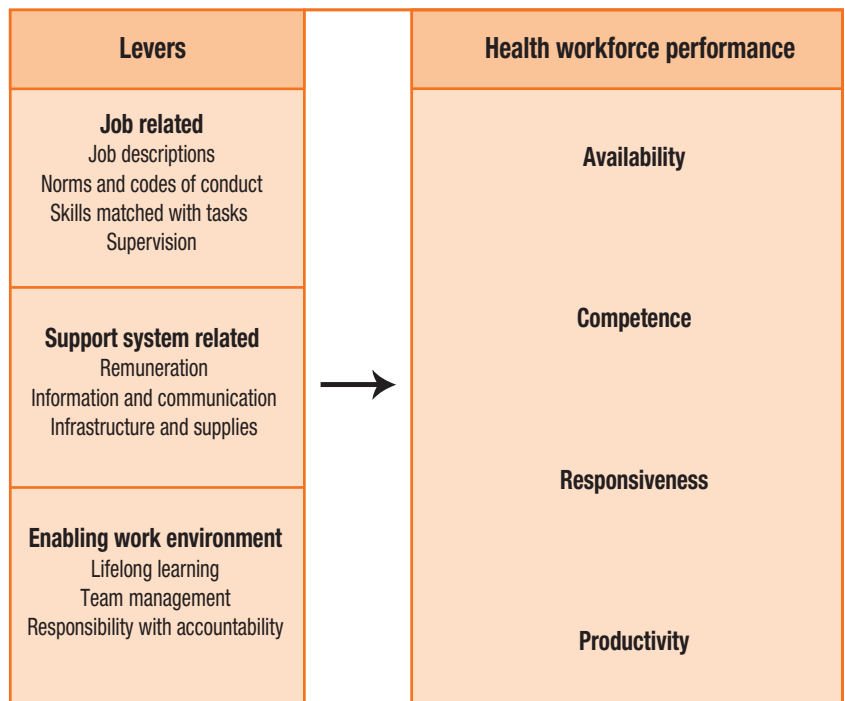 Levers
Job related
Job descriptions
Norms and codes of conduct
Skills matched with tasks
Supervision
Support system related
Remuneration
Information and communication
Infrastructure and supplies
Enabling work environment
Lifelong learning
Team management
Responsibility with accountability
Health workforce performance
Availability
Competence
Responsiveness
Productivity